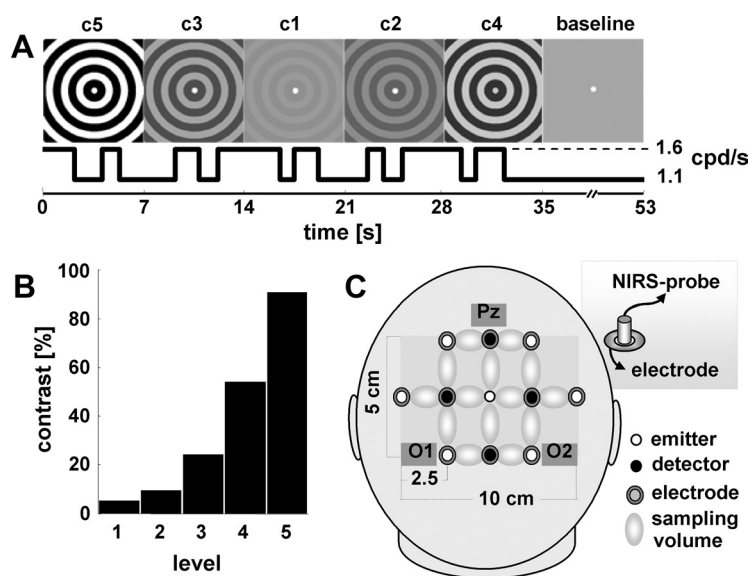 c5 c3 c1 c2 c4 baseline
A
1.6
cpd/s
1.1
0 7 14 21 28 35 53
time [s]
B
100
80
60
40
20
0
contrast [%]
1 2 3 4 5
level
C
NIRS-probe
electrode
Pz
5 cm
O1
O2
2.5
10 cm
emitter
detector
electrode
sampling
volume